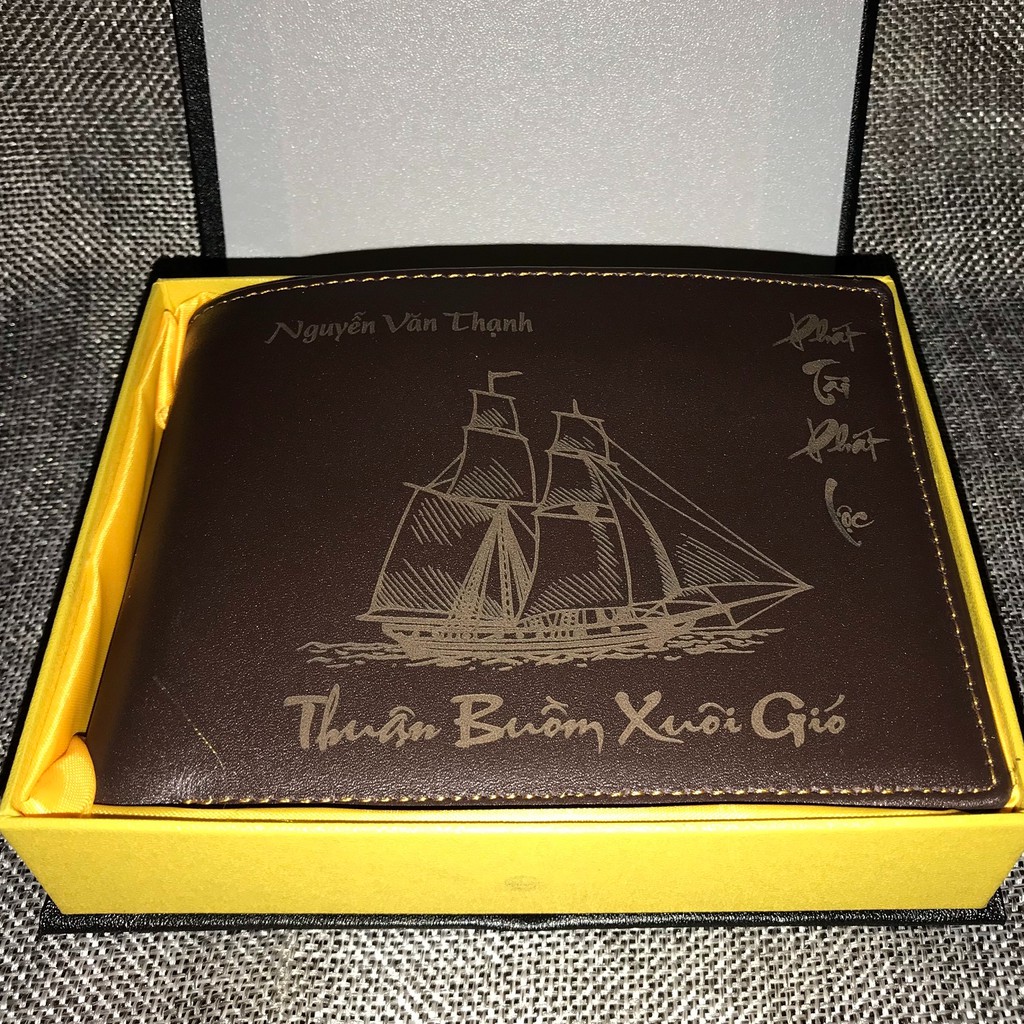 Nguyễn Văn Thạnh
Phát
Tài
Phát
Lộc
Thuận Buồm Xuôi Gió